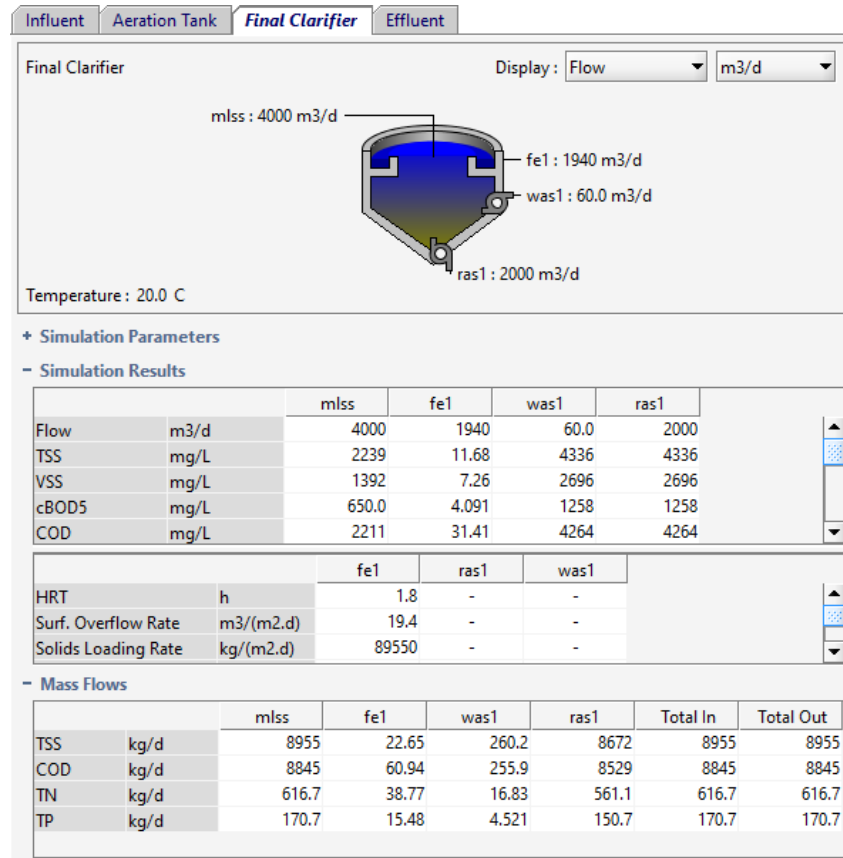 Influent Aeration Tank Final Clarifier Effluent
Final Clarifier Display : Flow m3/d
mlss : 4000 m3/d
fe1 : 1940 m3/d
was1 : 60.0 m3/d
ras1 : 2000 m3/d
Temperature : 20.0 C
+ Simulation Parameters
− Simulation Results
mlss fe1 was1 ras1
Flow m3/d 4000 1940 60.0 2000
TSS mg/L 2239 11.68 4336 4336
VSS mg/L 1392 7.26 2696 2696
cBOD5 mg/L 650.0 4.091 1258 1258
COD mg/L 2211 31.41 4264 4264
fe1 ras1 was1
HRT h 1.8 - -
Surf. Overflow Rate m3/(m2.d) 19.4 - -
Solids Loading Rate kg/(m2.d) 89550 - -
− Mass Flows
mlss fe1 was1 ras1 Total In Total Out
TSS kg/d 8955 22.65 260.2 8672 8955 8955
COD kg/d 8845 60.94 255.9 8529 8845 8845
TN kg/d 616.7 38.77 16.83 561.1 616.7 616.7
TP kg/d 170.7 15.48 4.521 150.7 170.7 170.7